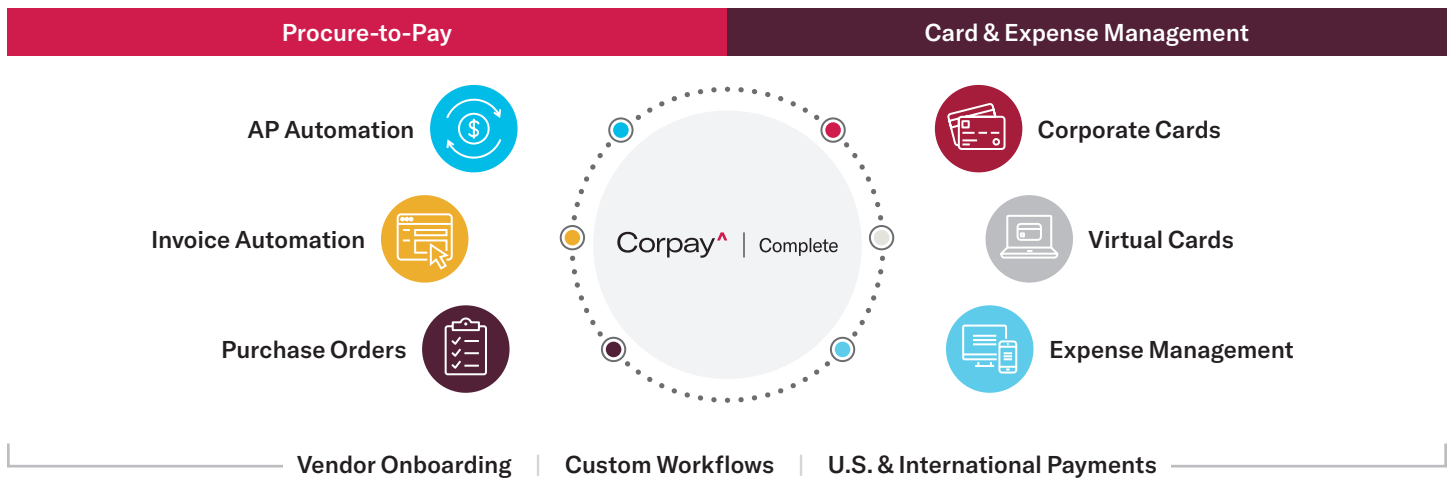 Procure-to-Pay
Card & Expense Management
AP Automation
$
Corporate Cards
Invoice Automation
Corpay^ | Complete
Virtual Cards
Purchase Orders
Expense Management
Vendor Onboarding | Custom Workflows | U.S. & International Payments